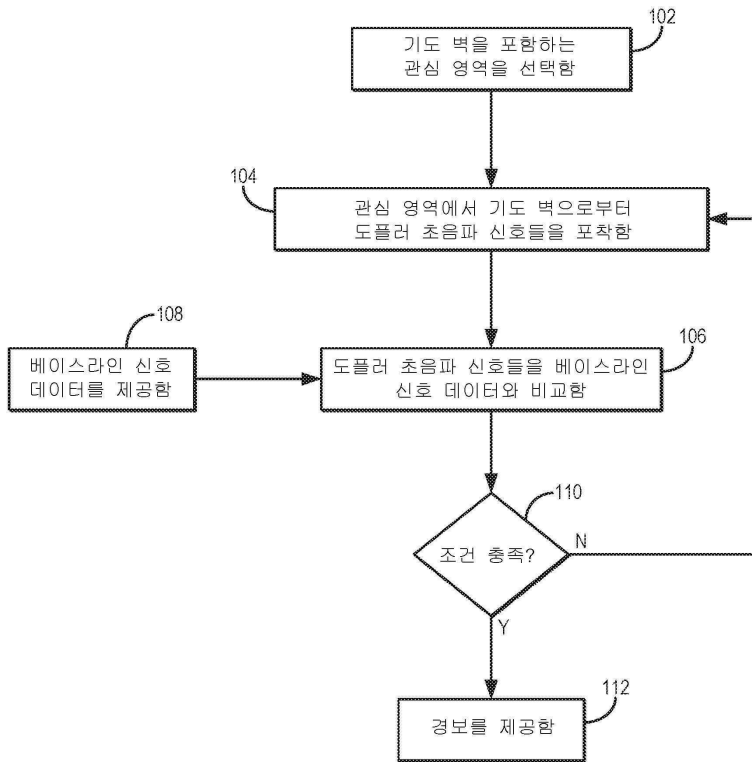 102
기도 벽을 포함하는
관심 영역을 선택함
104
관심 영역에서 기도 벽으로부터
도플러 초음파 신호들을 포착함
108
106
베이스라인 신호
데이터를 제공함
도플러 초음파 신호들을 베이스라인
신호 데이터와 비교함
110
조건 충족?
N
Y
112
경보를 제공함